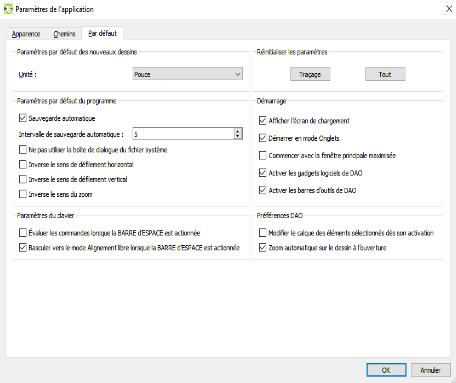 Paramètres de l'application
Apparence
Chemins
Par défaut
Paramètres par défaut des nouveaux dessins
Unité :
Pouce
Réinitialiser les paramètres
Traçage
Tout
Paramètres par défaut du programme
Sauvegarde automatique
Intervalle de sauvegarde automatique :
5
Ne pas utiliser la boîte de dialogue du fichier système
Inverse le sens de défilement horizontal
Inverse le sens de défilement vertical
Inverse le sens du zoom
Démarrage
Afficher l'écran de chargement
Démarrer en mode Onglets
Commencer avec la fenêtre principale maximisée
Activer les gadgets logiciels de DAO
Activer les barres d'outils de DAO
Paramètres du clavier
Évaluer les commandes lorsque la BARRE d'ESPACE est actionnée
Basculer vers le mode Alignement libre lorsque la BARRE d'ESPACE est actionnée
Préférences DAO
Modifier le calque des éléments sélectionnés dès son activation
Zoom automatique sur le dessin à l'ouverture
OK
Annuler